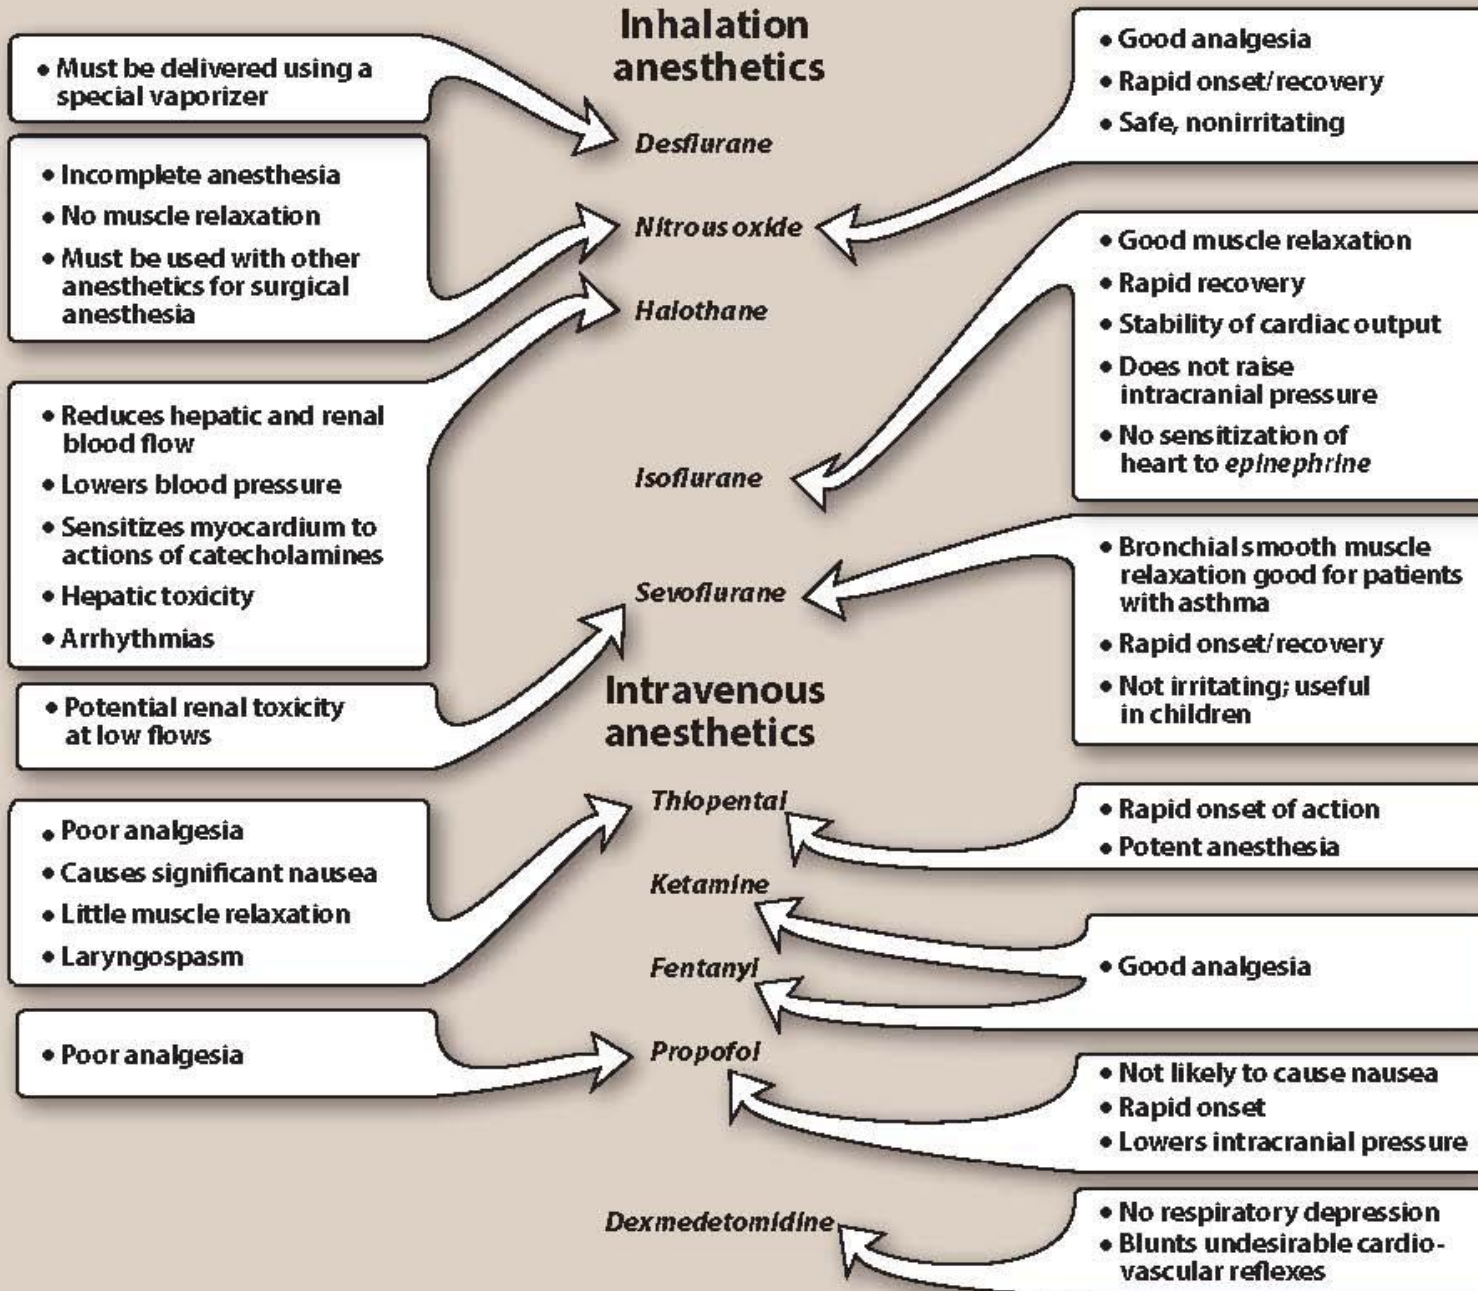 Inhalation
anesthetics
• Must be delivered using a
special vaporizer
• Incomplete anesthesia
• No muscle relaxation
• Must be used with other
anesthetics for surgical
anesthesia
• Reduces hepatic and renal
blood flow
• Lowers blood pressure
• Sensitizes myocardium to
actions of catecholamines
• Hepatic toxicity
• Arrhythmias
• Potential renal toxicity
at low flows
Desflurane
Nitrous oxide
Halothane
Isoflurane
Sevoflurane
• Good analgesia
• Rapid onset/recovery
• Safe, nonirritating
• Good muscle relaxation
• Rapid recovery
• Stability of cardiac output
• Does not raise
intracranial pressure
• No sensitization of
heart to epinephrine
• Bronchial smooth muscle
relaxation good for patients
with asthma
• Rapid onset/recovery
• Not irritating; useful
in children
Intravenous
anesthetics
• Poor analgesia
• Causes significant nausea
• Little muscle relaxation
• Laryngospasm
• Poor analgesia
Thiopental
Ketamine
Fentanyl
Propofol
Dexmedetomidine
• Rapid onset of action
• Potent anesthesia
• Good analgesia
• Not likely to cause nausea
• Rapid onset
• Lowers intracranial pressure
• No respiratory depression
• Blunts undesirable cardio-
vascular reflexes